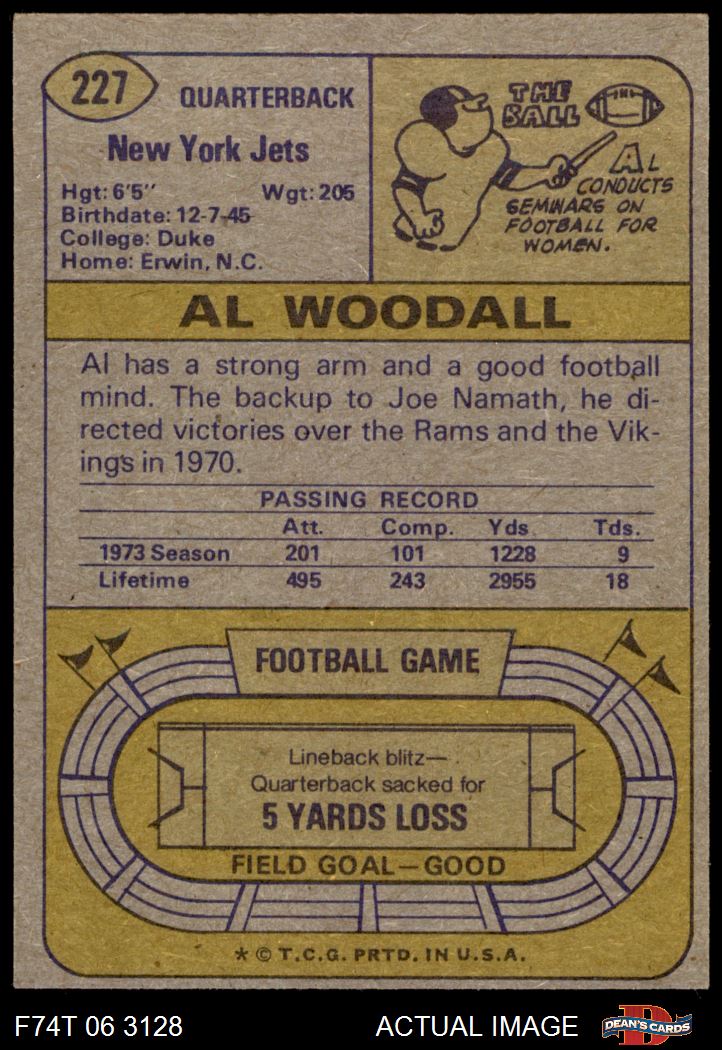 227
QUARTERBACK
New York Jets
Hgt: 6'5"   Wgt: 205
Birthdate: 12-7-45
College: Duke
Home: Erwin, N.C.
THE
BALL
AL
CONDUCTS
SEMINARS ON
FOOTBALL FOR
WOMEN.
AL WOODALL
Al has a strong arm and a good football
mind. The backup to Joe Namath, he di-
rected victories over the Rams and the Vik-
ings in 1970.
PASSING RECORD
Att. Comp. Yds. Tds.
1973 Season 201 101 1228 9
Lifetime 495 243 2955 18
FOOTBALL GAME
Lineback blitz—
Quarterback sacked for
5 YARDS LOSS
FIELD GOAL—GOOD
* © T.C.G. PRTD. IN U.S.A.
F74T 06 3128 ACTUAL IMAGE D DEAN'S CARDS